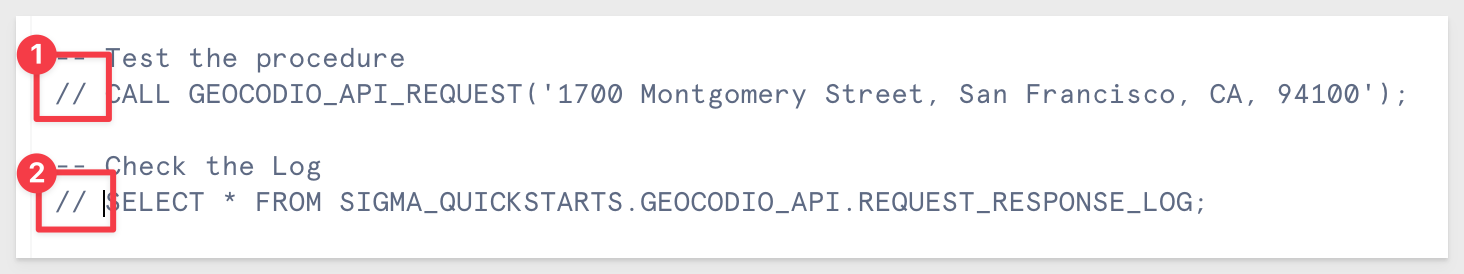 1
-- Test the procedure
// CALL GEOCODIO_API_REQUEST('1700 Montgomery Street, San Francisco, CA, 94100');
2
-- Check the Log
// SELECT * FROM SIGMA_QUICKSTARTS.GEOCODIO_API.REQUEST_RESPONSE_LOG;